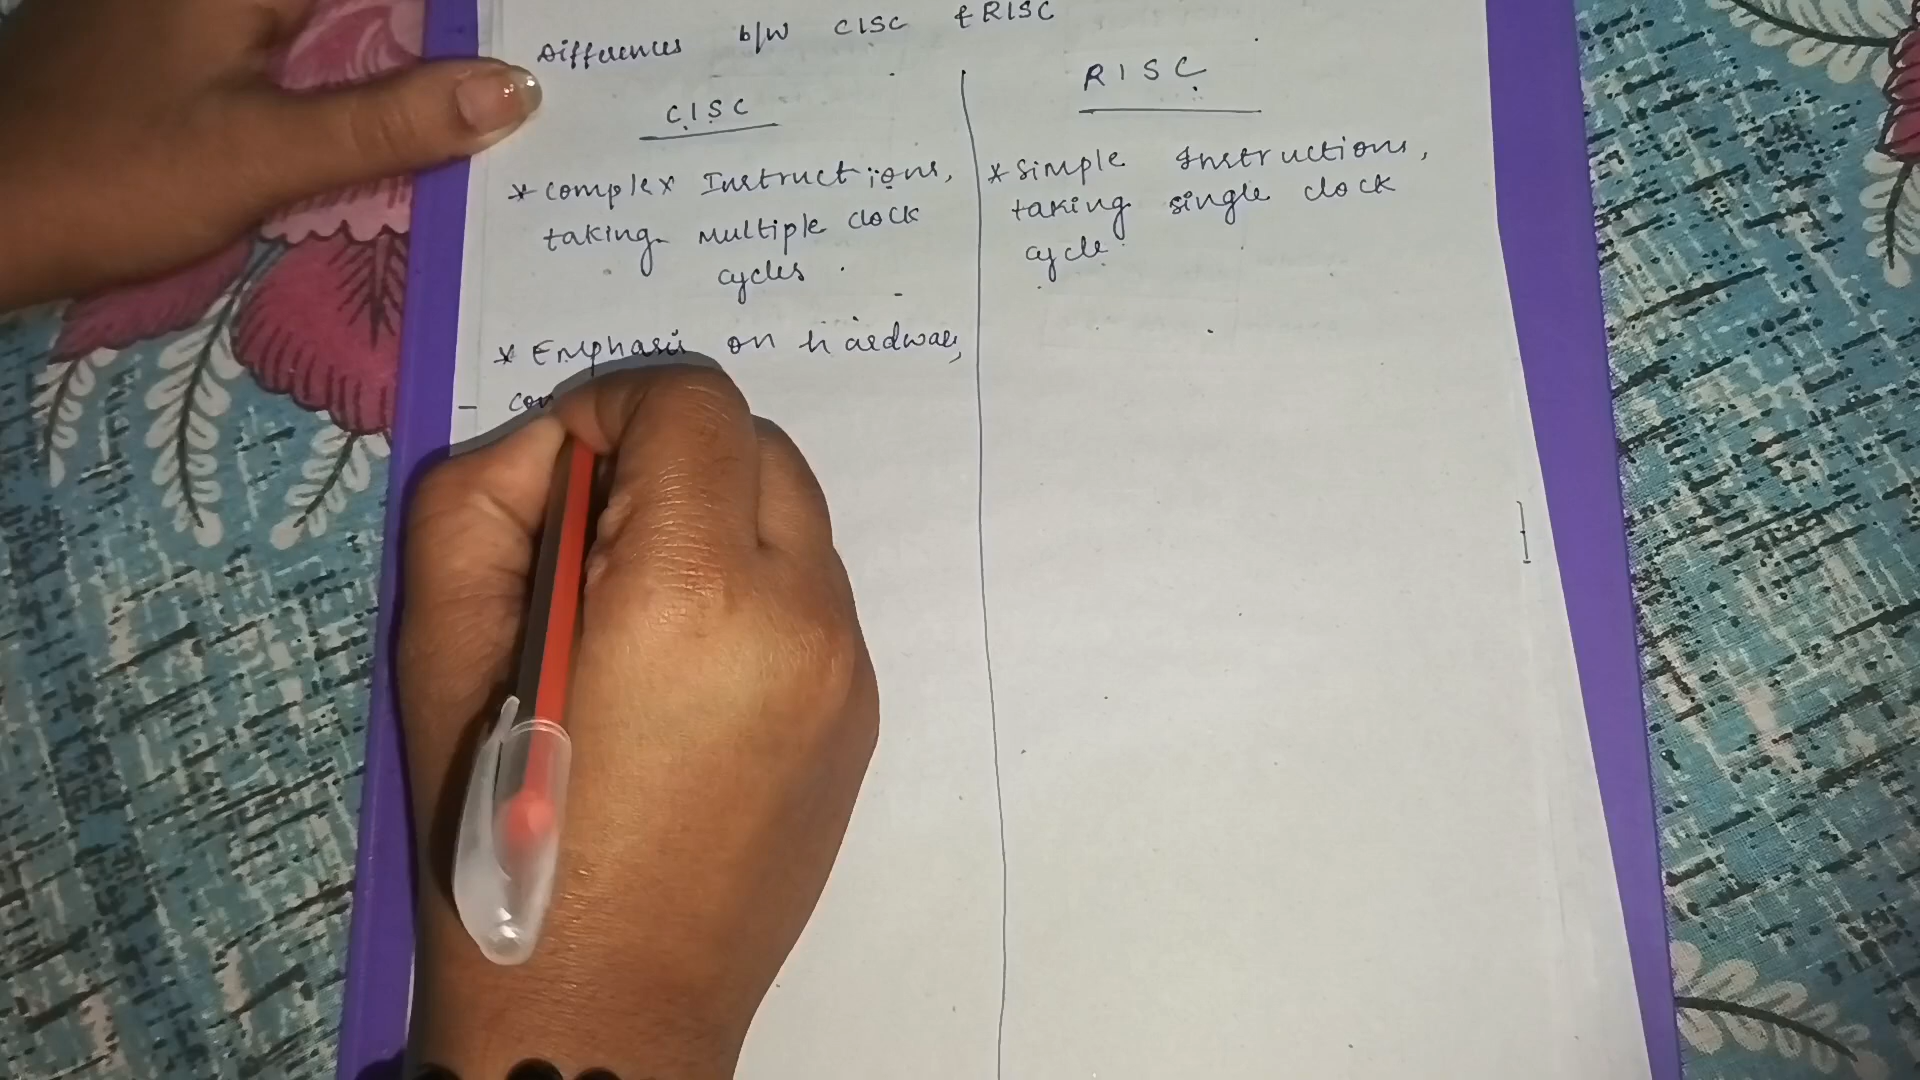 Differences b/w CISC & RISC
CISC
* complex Instructions,
taking multiple clock
cycles.
* Emphasis on hardware,
RISC
* Simple Instructions,
taking single clock
cycle.